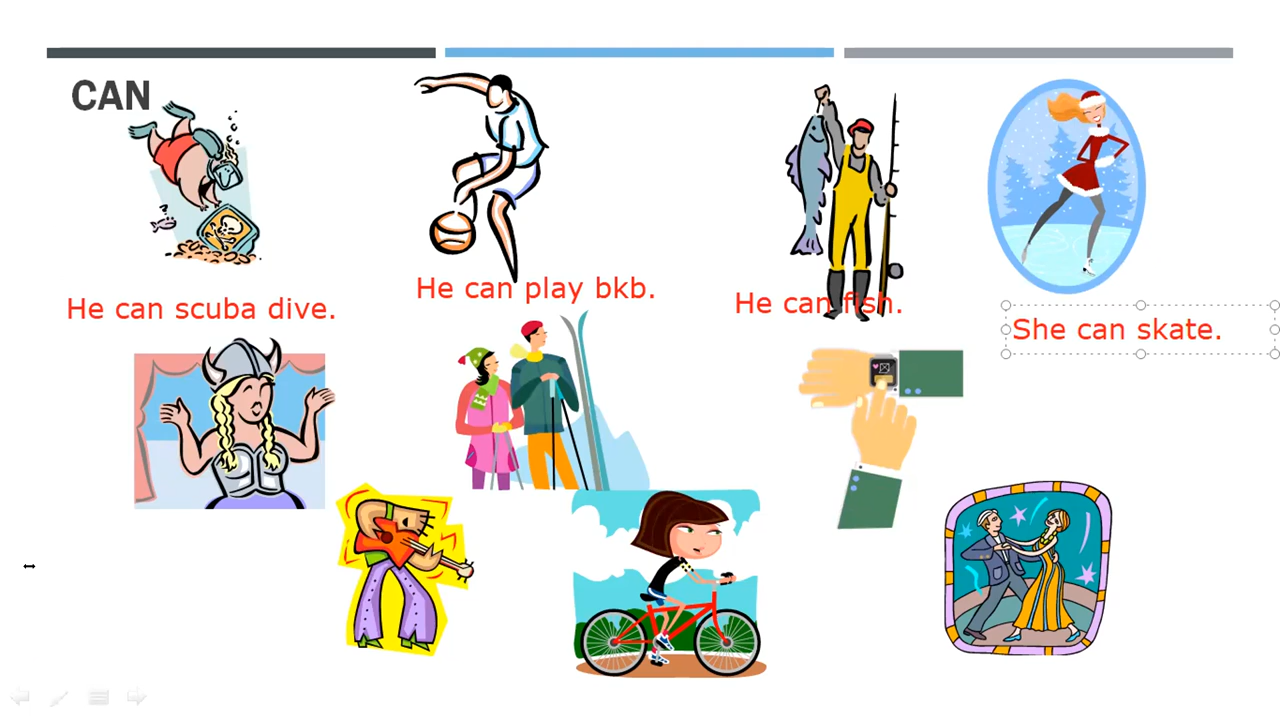 CAN
He can scuba dive.
He can play bkb.
He can fish.
She can skate.